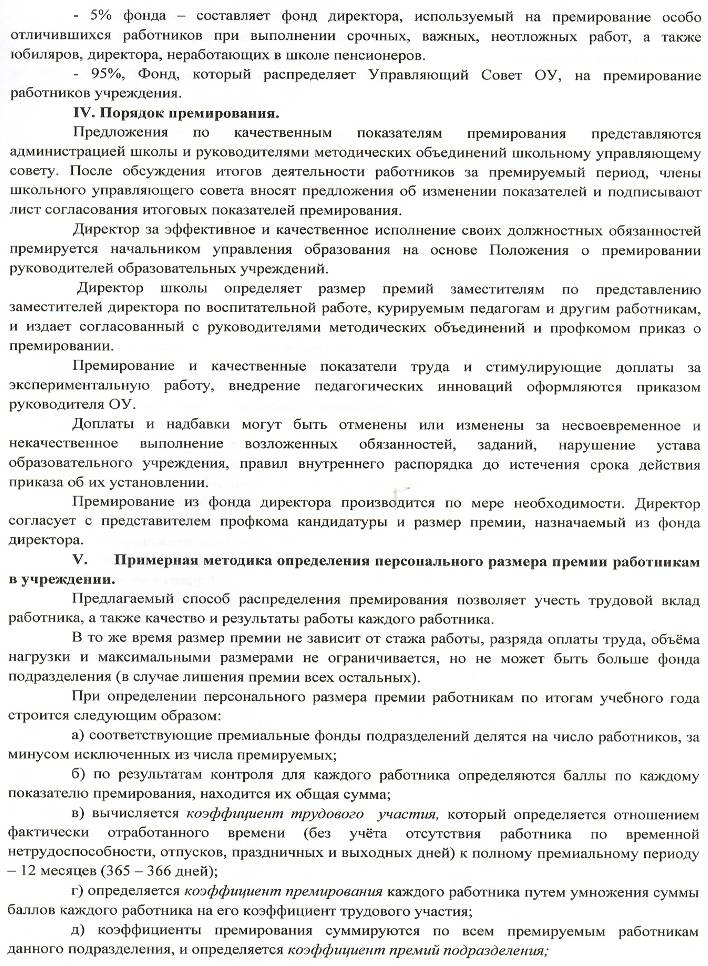 - 5% фонда – составляет фонд директора, используемый на премирование особо
отличившихся работников при выполнении срочных, важных, неотложных работ, а также
юбиляров, директора, неработающих в школе пенсионеров.
- 95%, Фонд, который распределяет Управляющий Совет ОУ, на премирование
работников учреждения.
IV. Порядок премирования.
Предложения по качественным показателям премирования представляются
администрацией школы и руководителями методических объединений школьному управляющему
совету. После обсуждения итогов деятельности работников за премируемый период, члены
школьного управляющего совета вносят предложения об изменении показателей и подписывают
лист согласования итоговых показателей премирования.
Директор за эффективное и качественное исполнение своих должностных обязанностей
премируется начальником управления образования на основе Положения о премировании
руководителей образовательных учреждений.
Директор школы определяет размер премий заместителям по представлению
заместителей директора по воспитательной работе, курируемым педагогам и другим работникам,
и издает согласованный с руководителями методических объединений и профкомом приказ о
премировании.
Премирование и качественные показатели труда и стимулирующие доплаты за
экспериментальную работу, внедрение педагогических инноваций оформляются приказом
руководителя ОУ.
Доплаты и надбавки могут быть отменены или изменены за несвоевременное и
некачественное выполнение возложенных обязанностей, заданий, нарушение устава
образовательного учреждения, правил внутреннего распорядка до истечения срока действия
приказа об их установлении.
Премирование из фонда директора производится по мере необходимости. Директор
согласует с представителем профкома кандидатуры и размер премии, назначаемый из фонда
директора.
V. Примерная методика определения персонального размера премии работникам
в учреждении.
Предлагаемый способ распределения премирования позволяет учесть трудовой вклад
работника, а также качество и результаты работы каждого работника.
В то же время размер премии не зависит от стажа работы, разряда оплаты труда, объёма
нагрузки и максимальными размерами не ограничивается, но не может быть больше фонда
подразделения (в случае лишения премии всех остальных).
При определении персонального размера премии работникам по итогам учебного года
строится следующим образом:
а) соответствующие премиальные фонды подразделений делятся на число работников, за
минусом исключенных из числа премируемых;
б) по результатам контроля для каждого работника определяются баллы по каждому
показателю премирования, находится их общая сумма;
в) вычисляется коэффициент трудового участия, который определяется отношением
фактически отработанного времени (без учёта отсутствия работника по временной
нетрудоспособности, отпусков, праздничных и выходных дней) к полному премиальному периоду
– 12 месяцев (365 – 366 дней);
г) определяется коэффициент премирования каждого работника путем умножения суммы
баллов каждого работника на его коэффициент трудового участия;
д) коэффициенты премирования суммируются по всем премируемым работникам
данного подразделения, и определяется коэффициент премий подразделения;